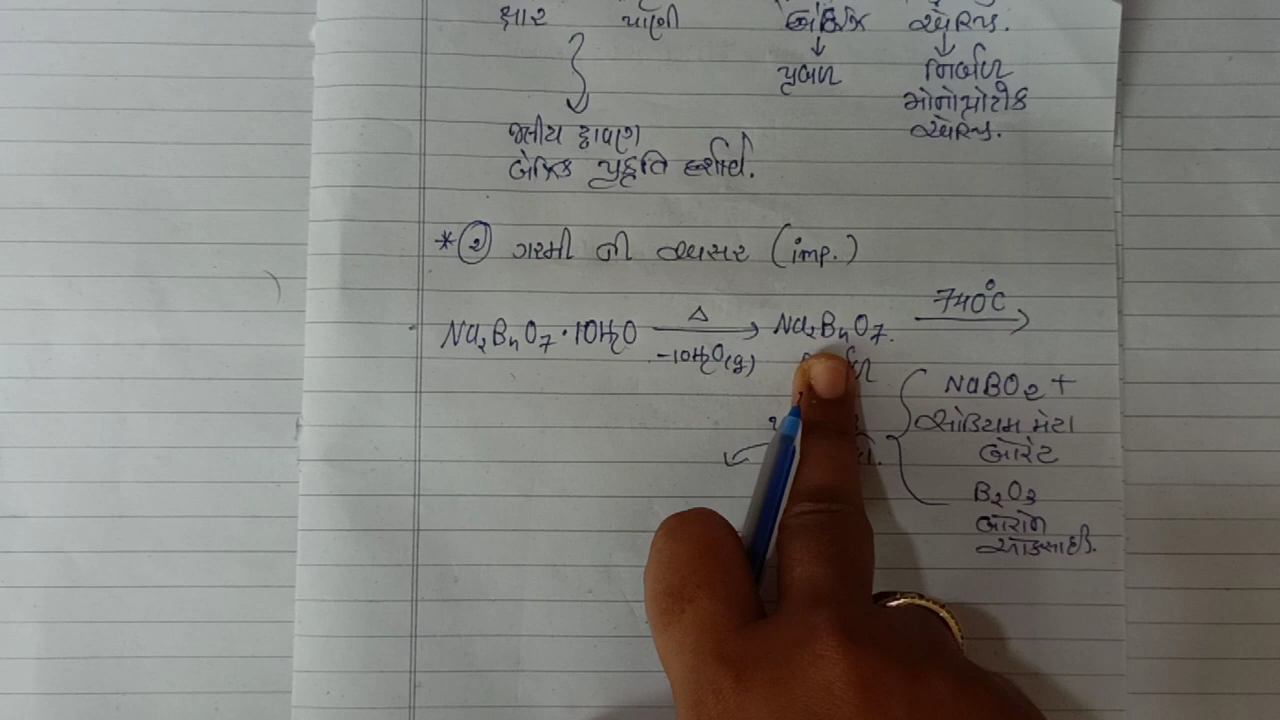 ક્ષાર પાણી બેઝિક એસિડ.
↓ ↓
પ્રબળ નિર્બળ
મોનોપ્રોટીક
એસિડ.
જલીય દ્રાવણ
બેઝિક પ્રકૃતિ દર્શાવે.
* ② ગરમી ની અસર (imp.)
Na₂B₄O₇·10H₂O —Δ→ Na₂B₄O₇. —740°C→
-10H₂O(g)
NaBO₂ +
સોડિયમ મેટા
બોરેટ
B₂O₃
બોરોન
ઓક્સાઈડ.